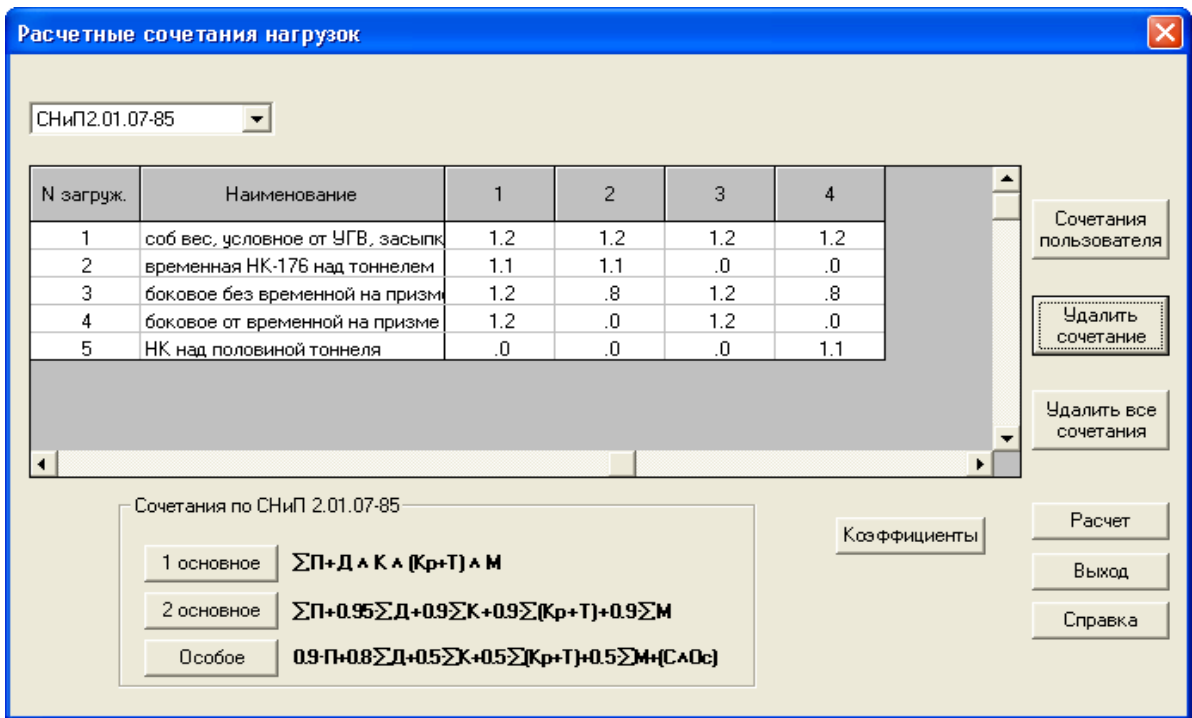 Расчетные сочетания нагрузок
СНиП2.01.07-85
N загруж. Наименование 1 2 3 4
1 соб вес, условное от УГВ, засыпк 1.2 1.2 1.2 1.2
2 временная НК-176 над тоннелем 1.1 1.1 .0 .0
3 боковое без временной на призм 1.2 .8 1.2 .8
4 боковое от временной на призме 1.2 .0 1.2 .0
5 НК над половиной тоннеля .0 .0 .0 1.1
Сочетания
пользователя
Удалить
сочетание
Удалить все
сочетания
Сочетания по СНиП 2.01.07-85
1 основное ∑П+Д∧К∧(Кр+Т)∧М
2 основное ∑П+0.95∑Д+0.9∑К+0.9∑(Кр+Т)+0.9∑М
Особое 0.9·П+0.8∑Д+0.5∑К+0.5∑(Кр+Т)+0.5∑М+(С∧Ос)
Коэффициенты
Расчет
Выход
Справка